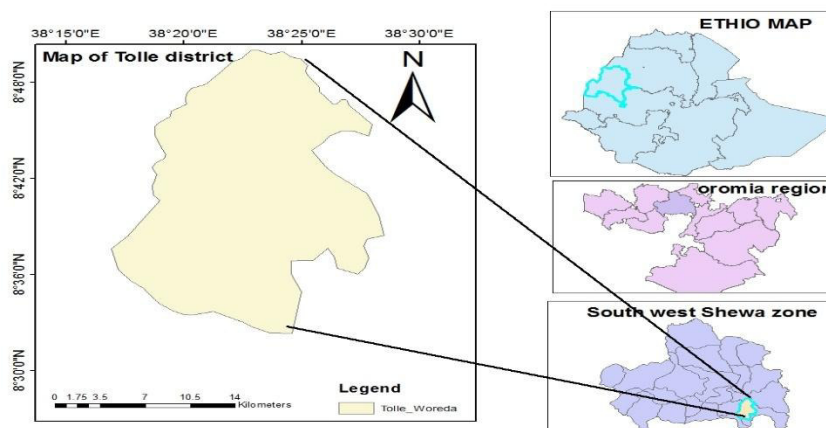 38°15'0"E 38°20'0"E 38°25'0"E 38°30'0"E
Map of Tolle district
N
8°48'0"N
8°42'0"N
8°36'0"N
8°30'0"N
0 1.75 3.5 7 10.5 14
Kilometers
Legend
Tolle_Woreda
ETHIO MAP
oromia region
South west Shewa zone